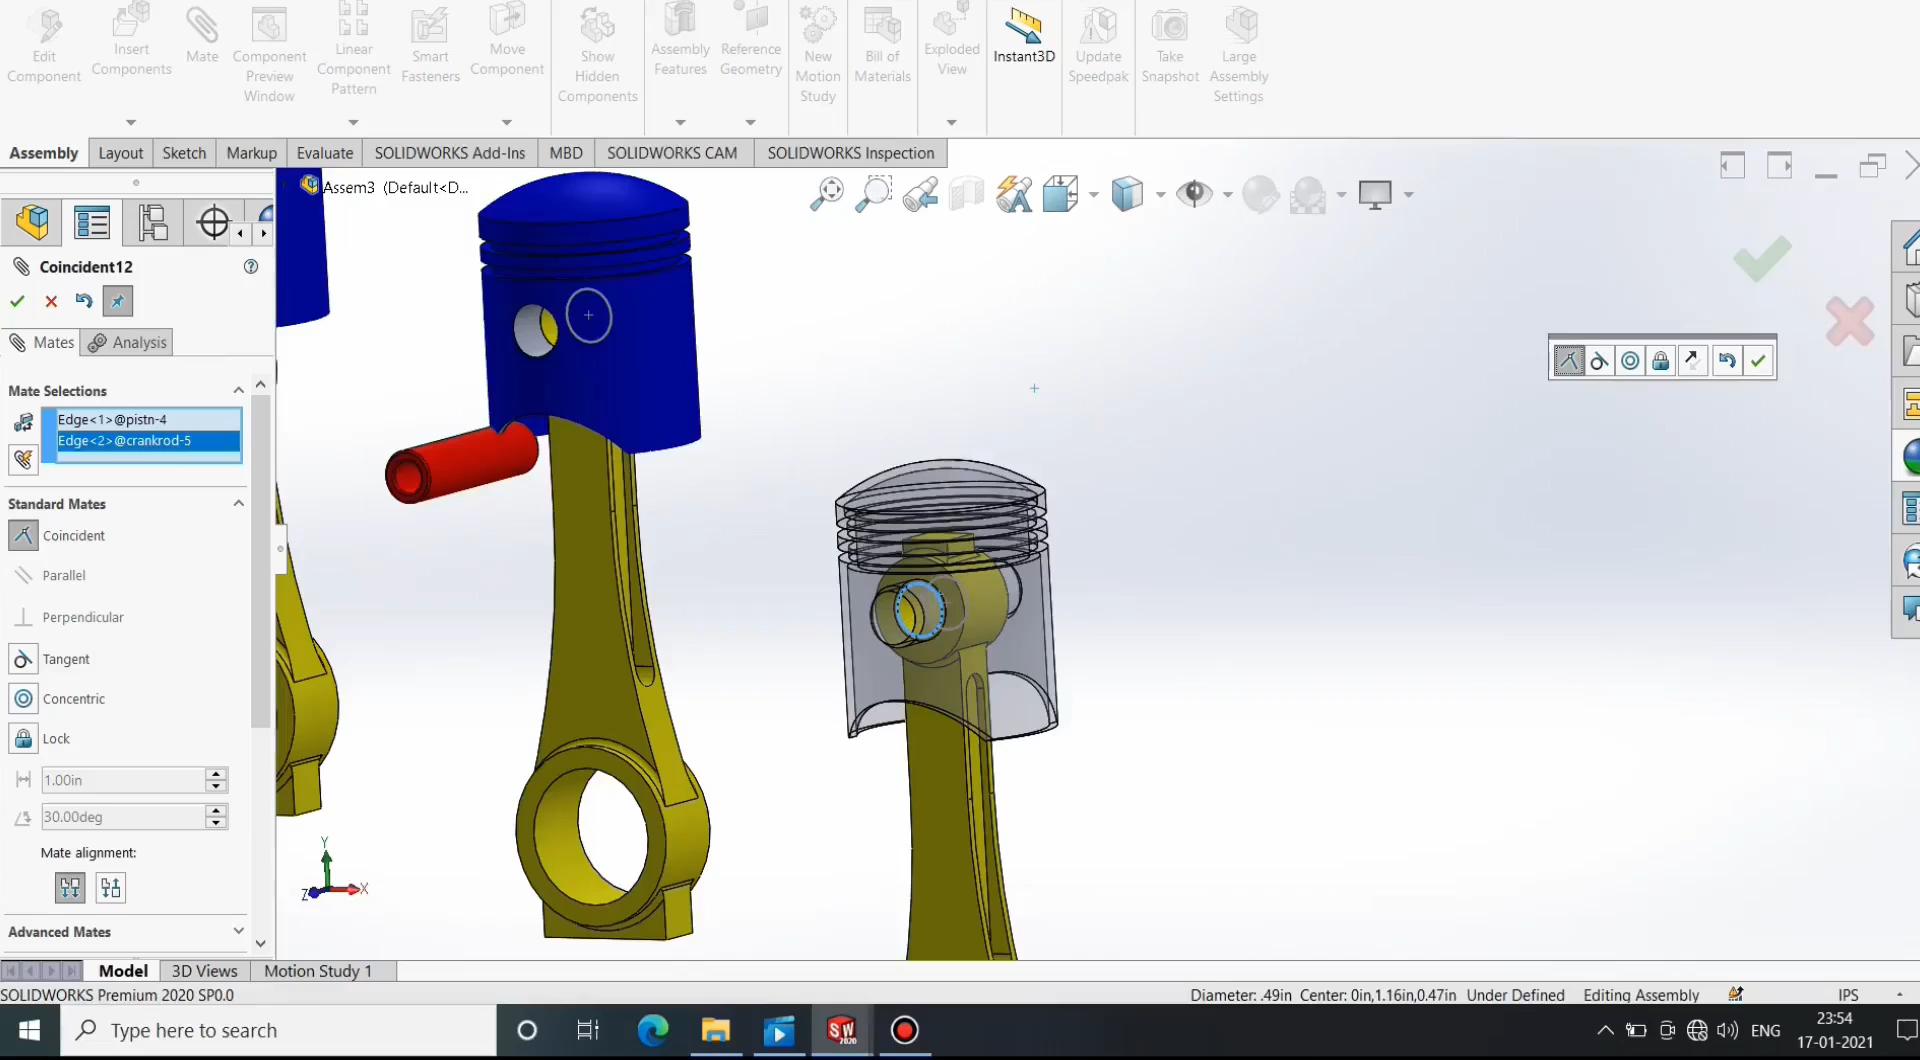 Edit
Component
Insert
Components
Mate
Component
Preview
Window
Linear
Component
Pattern
Smart
Fasteners
Move
Component
Show
Hidden
Components
Assembly
Features
Reference
Geometry
New
Motion
Study
Bill of
Materials
Exploded
View
Instant3D
Update
Speedpak
Take
Snapshot
Large
Assembly
Settings
Assembly Layout Sketch Markup Evaluate SOLIDWORKS Add-Ins MBD SOLIDWORKS CAM SOLIDWORKS Inspection
Assem3 (Default<D...
Coincident12
Mates Analysis
Mate Selections
Edge<1>@pistn-4
Edge<2>@crankrod-5
Standard Mates
Coincident
Parallel
Perpendicular
Tangent
Concentric
Lock
1.00in
30.00deg
Mate alignment:
Advanced Mates
Y
Z X
Model 3D Views Motion Study 1
SOLIDWORKS Premium 2020 SP0.0 Diameter: .49in Center: 0in,1.16in,0.47in Under Defined Editing Assembly IPS
Type here to search
SW
2020
ENG
23:54
17-01-2021